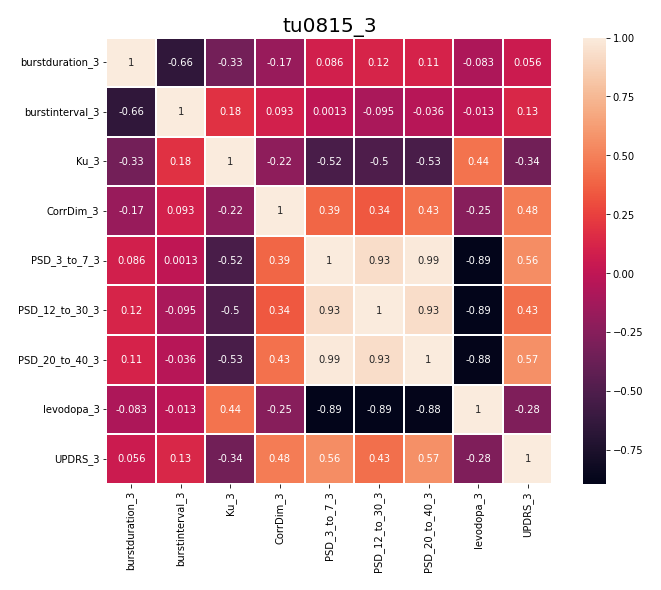 tu0815_3
burstduration_3 1 -0.66 -0.33 -0.17 0.086 0.12 0.11 -0.083 0.056
burstinterval_3 -0.66 1 0.18 0.093 0.0013 -0.095 -0.036 -0.013 0.13
Ku_3 -0.33 0.18 1 -0.22 -0.52 -0.5 -0.53 0.44 -0.34
CorrDim_3 -0.17 0.093 -0.22 1 0.39 0.34 0.43 -0.25 0.48
PSD_3_to_7_3 0.086 0.0013 -0.52 0.39 1 0.93 0.99 -0.89 0.56
PSD_12_to_30_3 0.12 -0.095 -0.5 0.34 0.93 1 0.93 -0.89 0.43
PSD_20_to_40_3 0.11 -0.036 -0.53 0.43 0.99 0.93 1 -0.88 0.57
levodopa_3 -0.083 -0.013 0.44 -0.25 -0.89 -0.89 -0.88 1 -0.28
UPDRS_3 0.056 0.13 -0.34 0.48 0.56 0.43 0.57 -0.28 1
burstduration_3
burstinterval_3
Ku_3
CorrDim_3
PSD_3_to_7_3
PSD_12_to_30_3
PSD_20_to_40_3
levodopa_3
UPDRS_3
1.00
0.75
0.50
0.25
0.00
−0.25
−0.50
−0.75